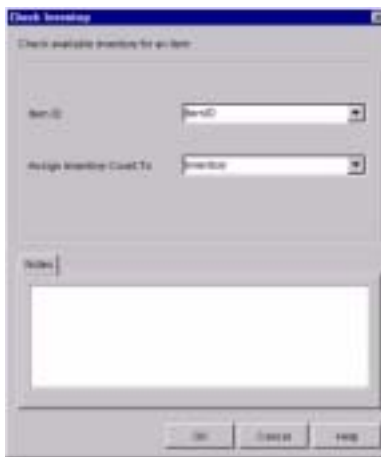 Check Inventory
Check available inventory for an item
Item ID
ItemID
Assign Inventory Count To
Inventory
Notes
OK
Cancel
Help